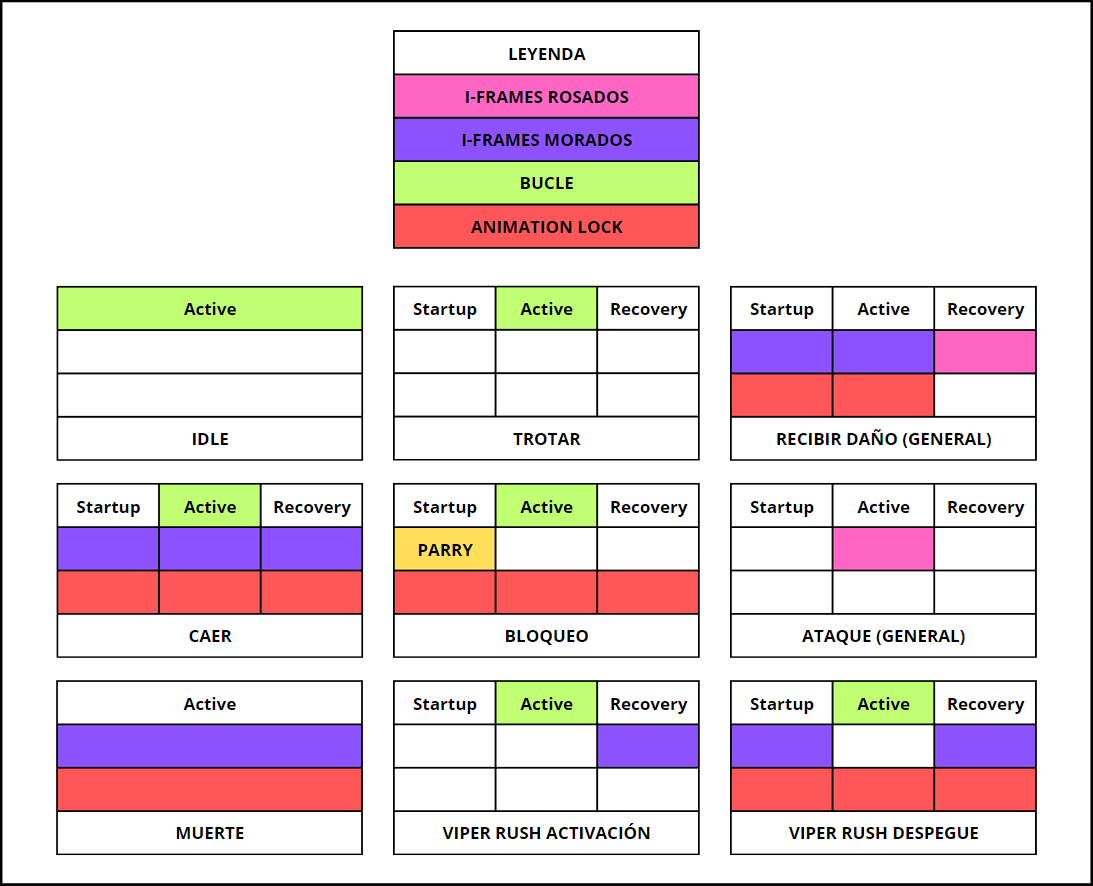 LEYENDA
I-FRAMES ROSADOS
I-FRAMES MORADOS
BUCLE
ANIMATION LOCK
Active
IDLE
Startup Active Recovery
TROTAR
Startup Active Recovery
RECIBIR DAÑO (GENERAL)
Startup Active Recovery
CAER
Startup Active Recovery
PARRY
BLOQUEO
Startup Active Recovery
ATAQUE (GENERAL)
Active
MUERTE
Startup Active Recovery
VIPER RUSH ACTIVACIÓN
Startup Active Recovery
VIPER RUSH DESPEGUE